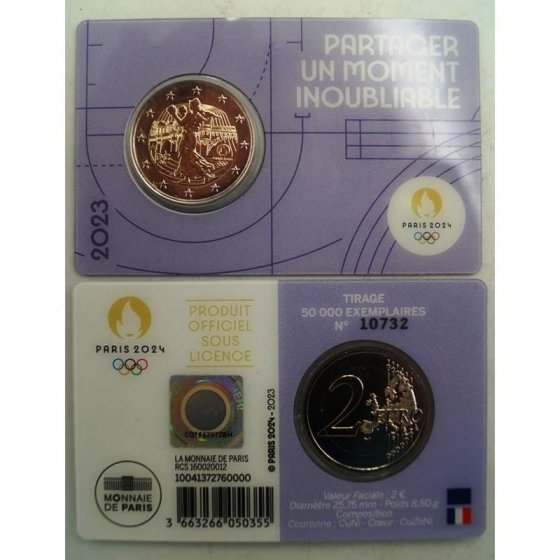 PARTAGER
UN MOMENT
INOUBLIABLE
2023
PARIS 2024
PARIS 2024
PRODUIT
OFFICIEL
SOUS
LICENCE
TIRAGE
50 000 EXEMPLAIRES
N° 10732
2 EURO
© PARIS 2024 - 2023
LA MONNAIE DE PARIS
RCS 160020012
10041372760000
3 663266 050355
MONNAIE
DE PARIS
Valeur Faciale : 2 €
Diamètre 25,75 mm - Poids 8,50 g
Composition
Couronne : CuNi - Cœur : CuZnNi